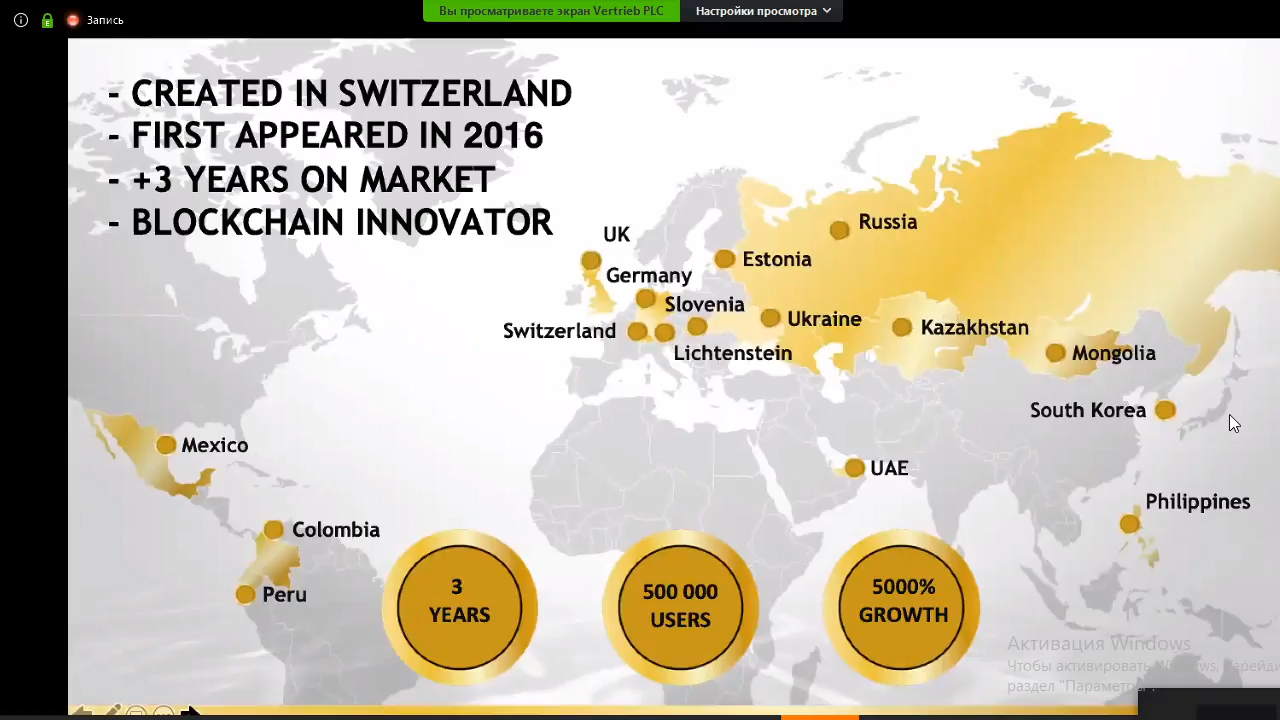 Запись
Вы просматриваете экран Vertrieb PLC
Настройки просмотра
- CREATED IN SWITZERLAND
- FIRST APPEARED IN 2016
- +3 YEARS ON MARKET
- BLOCKCHAIN INNOVATOR
UK
Russia
Estonia
Germany
Slovenia
Ukraine
Switzerland
Kazakhstan
Lichtenstein
Mongolia
South Korea
Mexico
UAE
Philippines
Colombia
Peru
3
YEARS
500 000
USERS
5000%
GROWTH
Активация Windows
Чтобы активировать Windows,
раздел "Параметры".